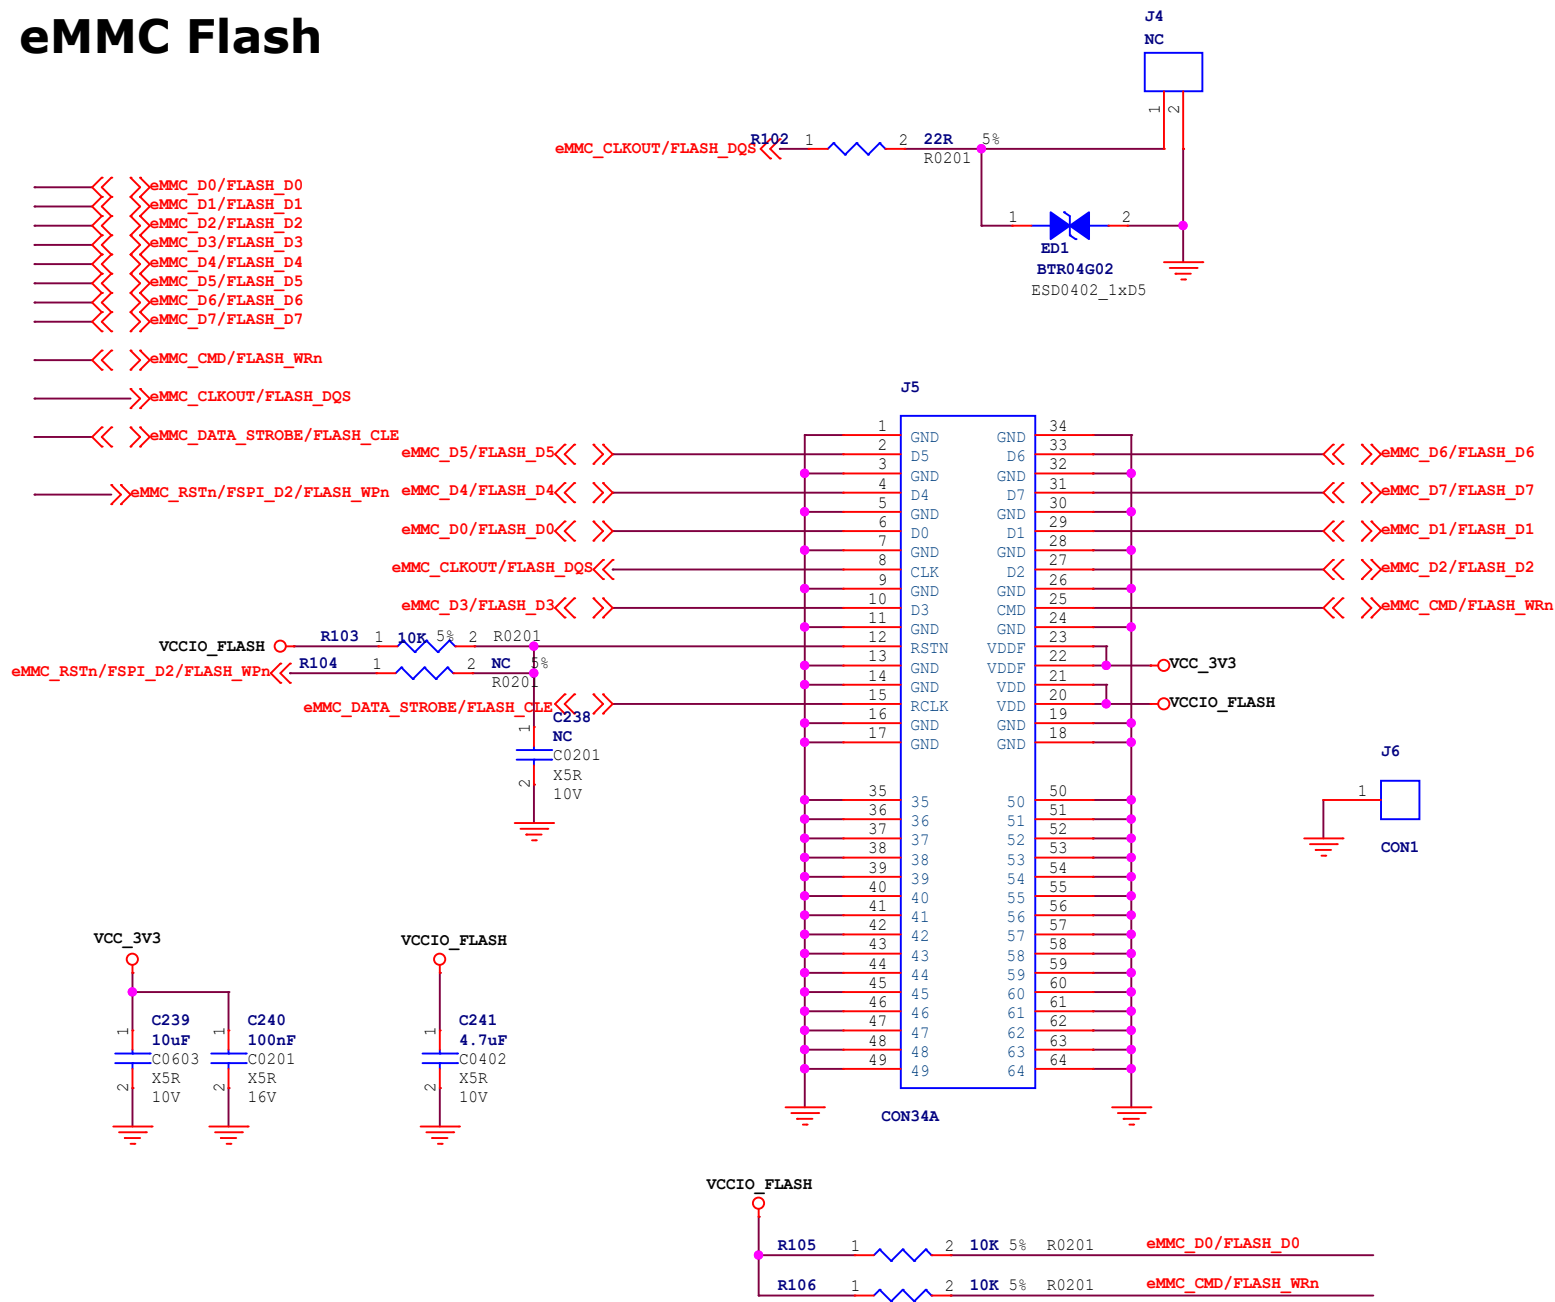 eMMC Flash
J4
NC
1 2
eMMC_CLKOUT/FLASH_DQS R102 1 2 22R 5%
R0201
1 2
ED1
BTR04G02
ESD0402_1xD5
eMMC_D0/FLASH_D0
eMMC_D1/FLASH_D1
eMMC_D2/FLASH_D2
eMMC_D3/FLASH_D3
eMMC_D4/FLASH_D4
eMMC_D5/FLASH_D5
eMMC_D6/FLASH_D6
eMMC_D7/FLASH_D7
eMMC_CMD/FLASH_WRn
eMMC_CLKOUT/FLASH_DQS
eMMC_DATA_STROBE/FLASH_CLE
eMMC_RSTn/FSPI_D2/FLASH_WPn
J5
1 GND GND 34
eMMC_D5/FLASH_D5 2 D5 D6 33 eMMC_D6/FLASH_D6
3 GND GND 32
eMMC_D4/FLASH_D4 4 D4 D7 31 eMMC_D7/FLASH_D7
5 GND GND 30
eMMC_D0/FLASH_D0 6 D0 D1 29 eMMC_D1/FLASH_D1
7 GND GND 28
eMMC_CLKOUT/FLASH_DQS 8 CLK D2 27 eMMC_D2/FLASH_D2
9 GND GND 26
eMMC_D3/FLASH_D3 10 D3 CMD 25 eMMC_CMD/FLASH_WRn
11 GND GND 24
VCCIO_FLASH R103 1 10K 5% 2 R0201 12 RSTN VDDF 23
eMMC_RSTn/FSPI_D2/FLASH_WPn R104 1 2 NC 5% 13 GND VDDF 22 VCC_3V3
R0201 14 GND VDD 21
eMMC_DATA_STROBE/FLASH_CLE 15 RCLK VDD 20 VCCIO_FLASH
16 GND GND 19
17 GND GND 18
1 C238
NC
C0201
2 X5R
10V
35 35 50 50
36 36 51 51
37 37 52 52
38 38 53 53
39 39 54 54
40 40 55 55
41 41 56 56
42 42 57 57
43 43 58 58
44 44 59 59
45 45 60 60
46 46 61 61
47 47 62 62
48 48 63 63
49 49 64 64
CON34A
J6
1
CON1
VCC_3V3
1 C239
10uF
C0603
2 X5R
10V
1 C240
100nF
C0201
2 X5R
16V
VCCIO_FLASH
1 C241
4.7uF
C0402
2 X5R
10V
VCCIO_FLASH
R105 1 2 10K 5% R0201 eMMC_D0/FLASH_D0
R106 1 2 10K 5% R0201 eMMC_CMD/FLASH_WRn